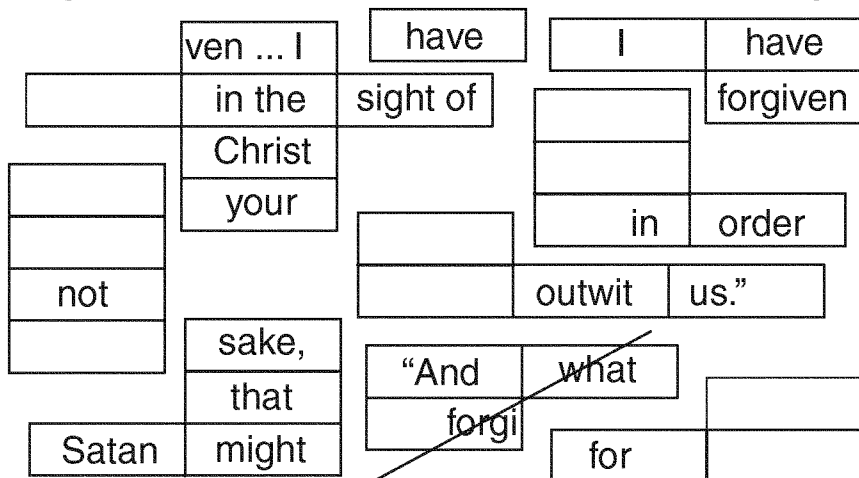 ven ... I
have
I have
in the sight of
forgiven
Christ
your
in order
not
outwit us.”
sake,
“And what
that
forgi
Satan might
for